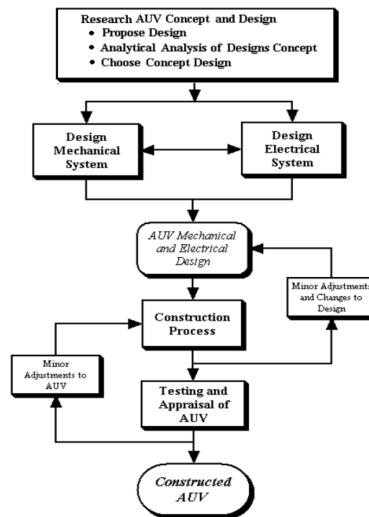 Research AUV Concept and Design
• Propose Design
• Analytical Analysis of Designs Concept
• Choose Concept Design
Design
Mechanical
System
Design
Electrical
System
AUV Mechanical
and Electrical
Design
Minor Adjustments
and Changes to
Design
Construction
Process
Minor
Adjustments to
AUV
Testing and
Appraisal of
AUV
Constructed
AUV